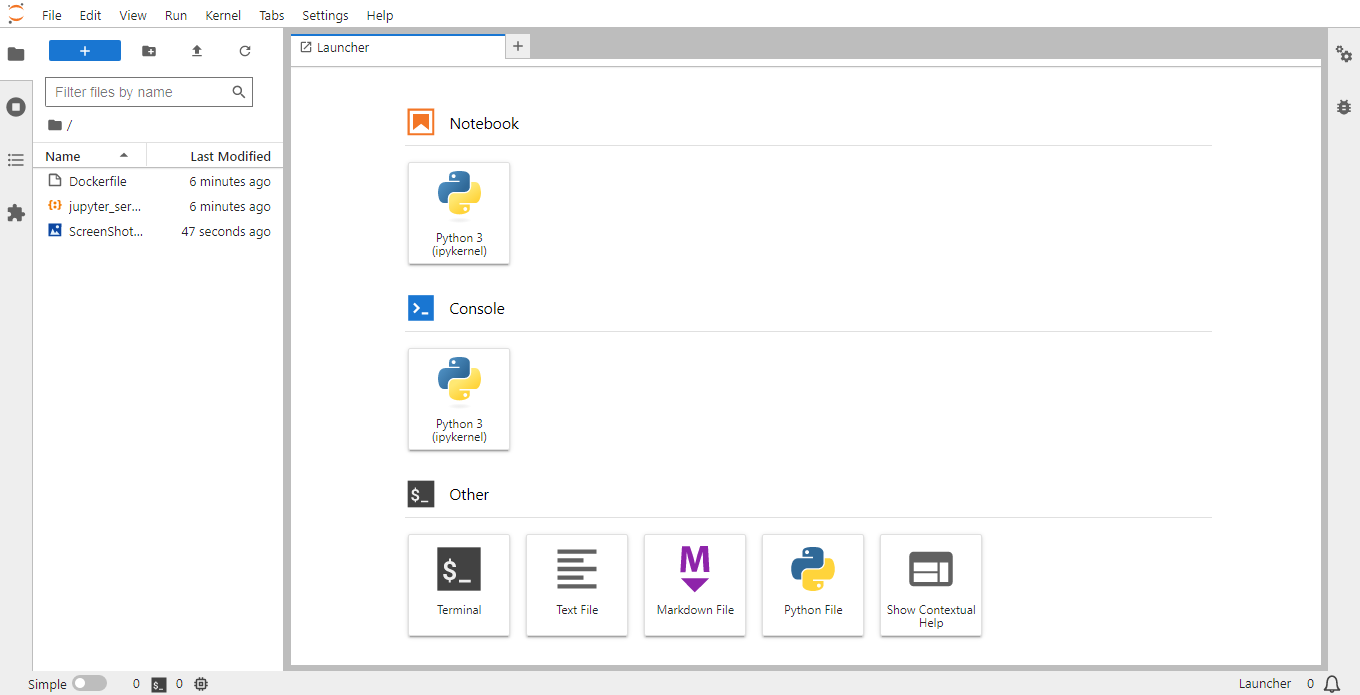 File Edit View Run Kernel Tabs Settings Help
+
Launcher
+
Filter files by name
/
Name Last Modified
Dockerfile 6 minutes ago
jupyter_ser... 6 minutes ago
ScreenShot... 47 seconds ago
Notebook
Python 3
(ipykernel)
>_ Console
Python 3
(ipykernel)
$_ Other
$_
Terminal
Text File
M
Markdown File
Python File
Show Contextual
Help
Simple 0 $_ 0 Launcher 0